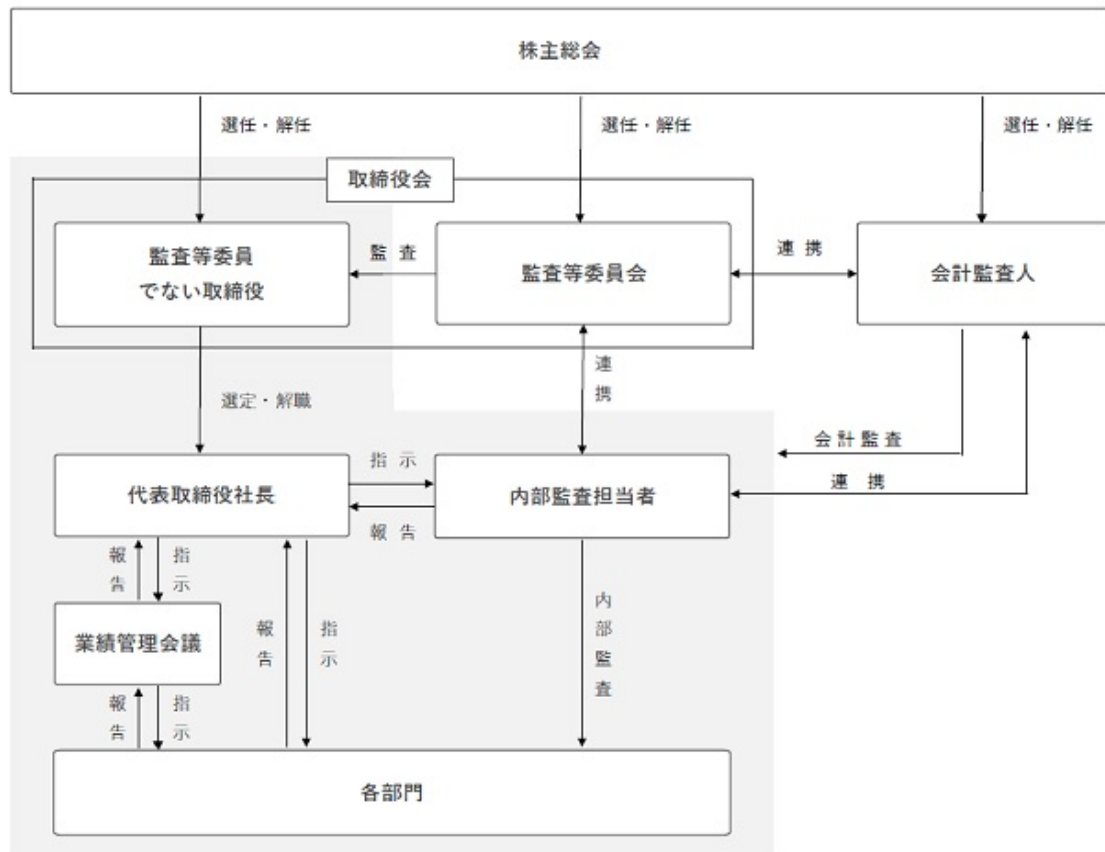 株主総会
選任・解任
選任・解任
選任・解任
取締役会
監査等委員
でない取締役
監査
監査等委員会
連携
会計監査人
連携
選定・解職
会計監査
代表取締役社長
指示
報告
内部監査担当者
連携
報告
指示
業績管理会議
報告
指示
内部監査
報告
指示
各部門